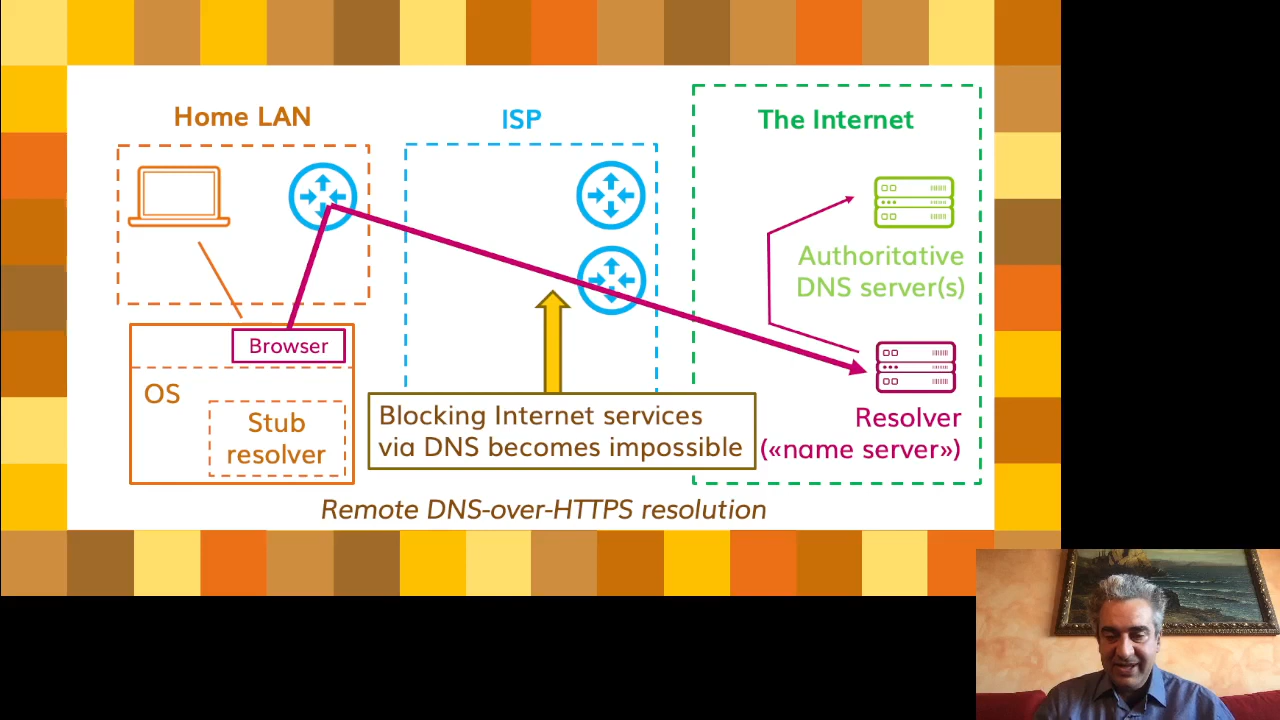 Home LAN
ISP
The Internet
Authoritative
DNS server(s)
Browser
OS
Stub
resolver
Blocking Internet services
via DNS becomes impossible
Resolver
(«name server»)
Remote DNS-over-HTTPS resolution